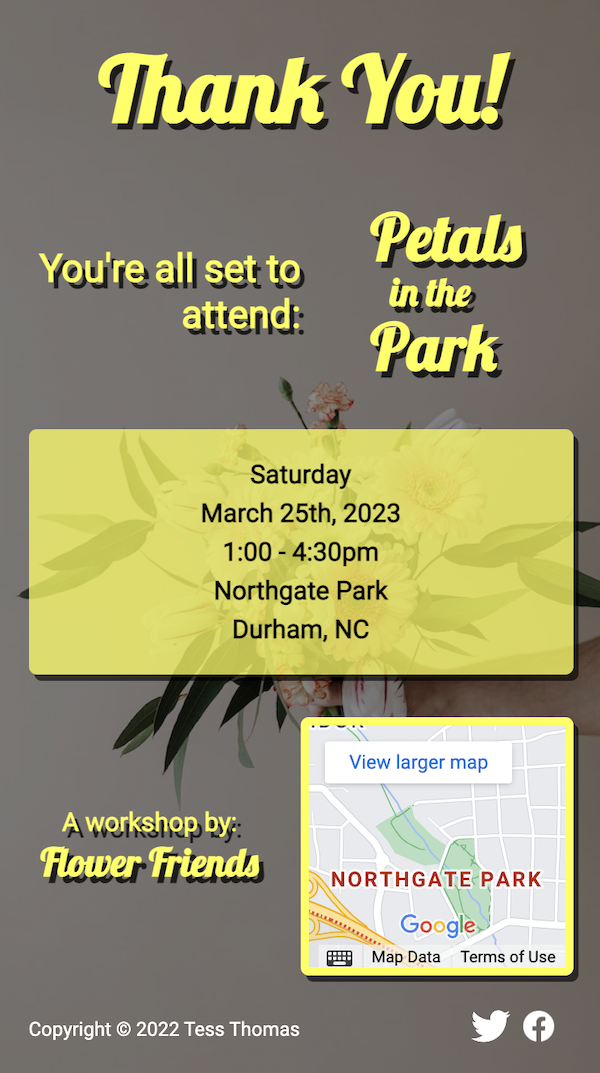 Thank You!
You're all set to
attend:
Petals
in the
Park
Saturday
March 25th, 2023
1:00 - 4:30pm
Northgate Park
Durham, NC
View larger map
NORTHGATE PARK
Google
Map Data
Terms of Use
A workshop by:
Flower Friends
Copyright © 2022 Tess Thomas